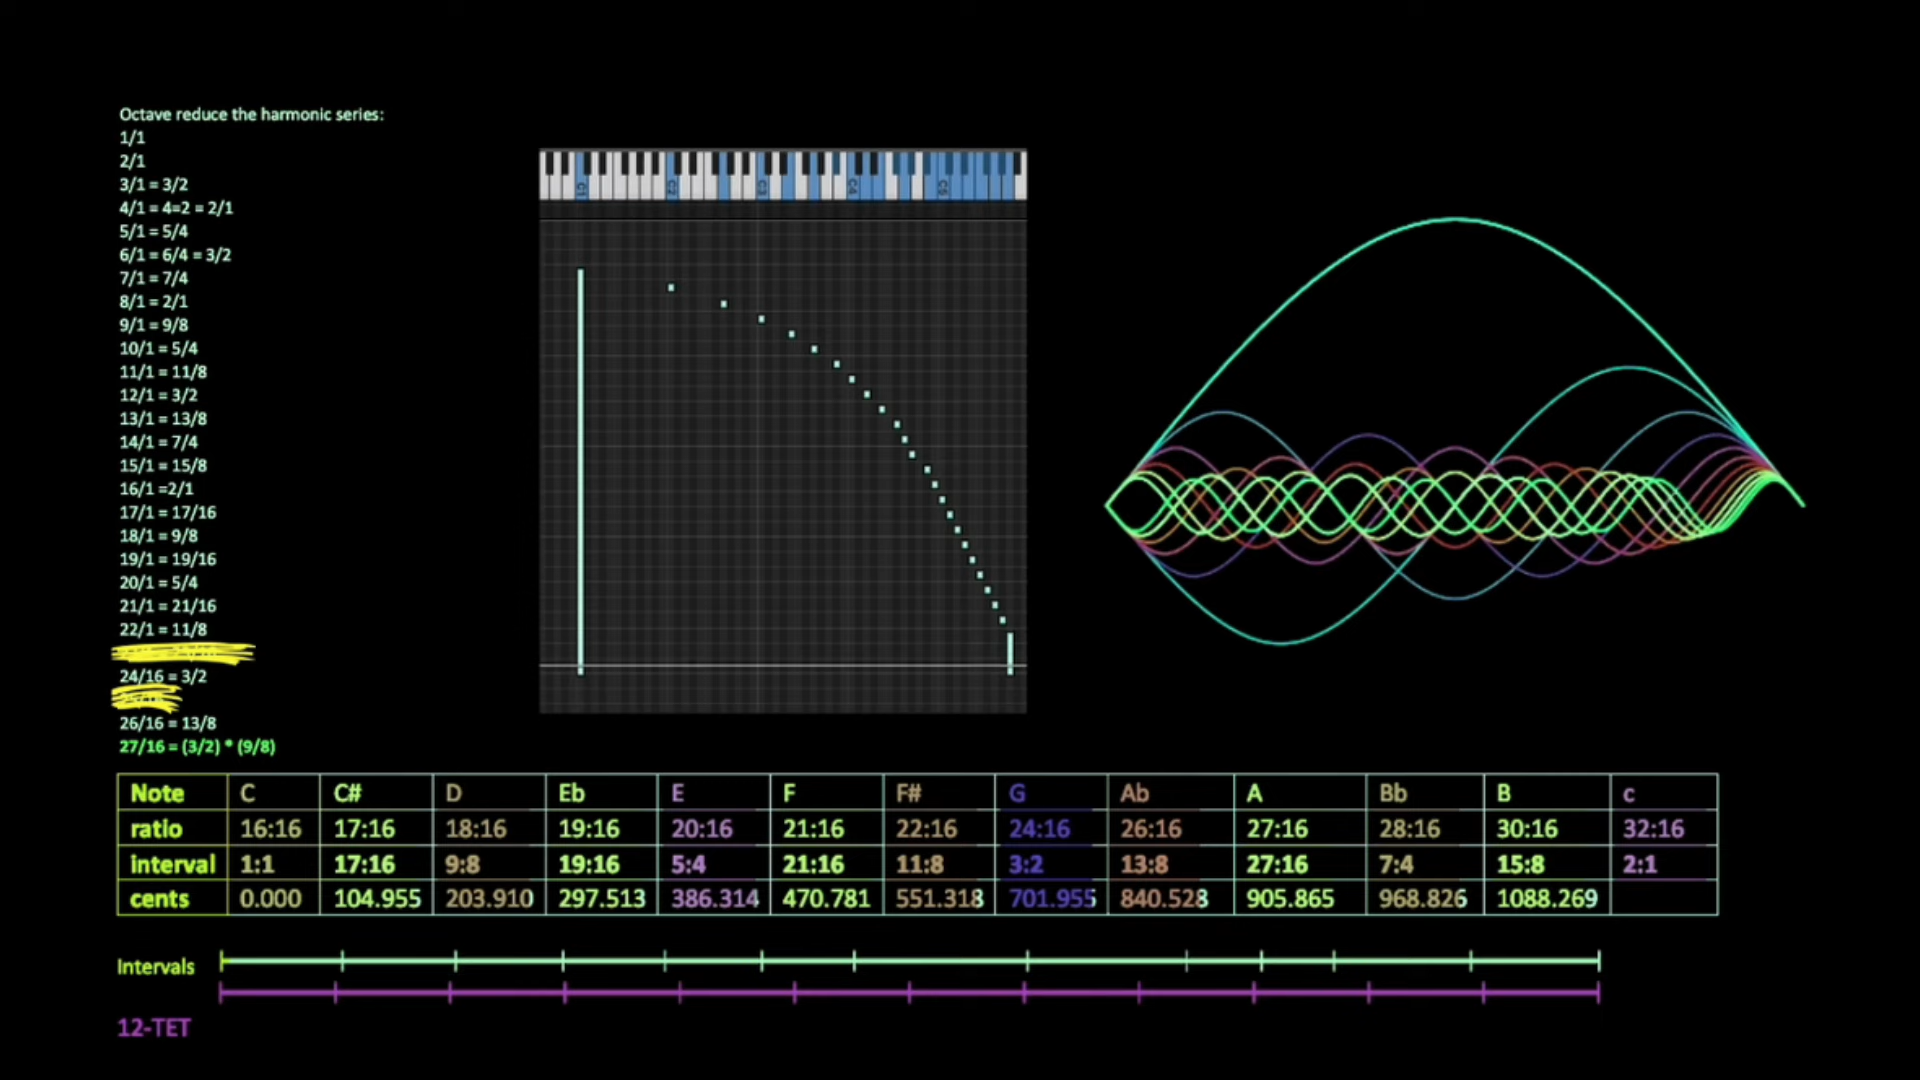 Octave reduce the harmonic series:
1/1
2/1
3/1 = 3/2
4/1 = 4=2 = 2/1
5/1 = 5/4
6/1 = 6/4 = 3/2
7/1 = 7/4
8/1 = 2/1
9/1 = 9/8
10/1 = 5/4
11/1 = 11/8
12/1 = 3/2
13/1 = 13/8
14/1 = 7/4
15/1 = 15/8
16/1 =2/1
17/1 = 17/16
18/1 = 9/8
19/1 = 19/16
20/1 = 5/4
21/1 = 21/16
22/1 = 11/8
24/16 = 3/2
26/16 = 13/8
27/16 = (3/2) * (9/8)
C1 C2 C3 C4 C5
Note C C# D Eb E F F# G Ab A Bb B c
ratio 16:16 17:16 18:16 19:16 20:16 21:16 22:16 24:16 26:16 27:16 28:16 30:16 32:16
interval 1:1 17:16 9:8 19:16 5:4 21:16 11:8 3:2 13:8 27:16 7:4 15:8 2:1
cents 0.000 104.955 203.910 297.513 386.314 470.781 551.318 701.955 840.528 905.865 968.826 1088.269
Intervals
12-TET